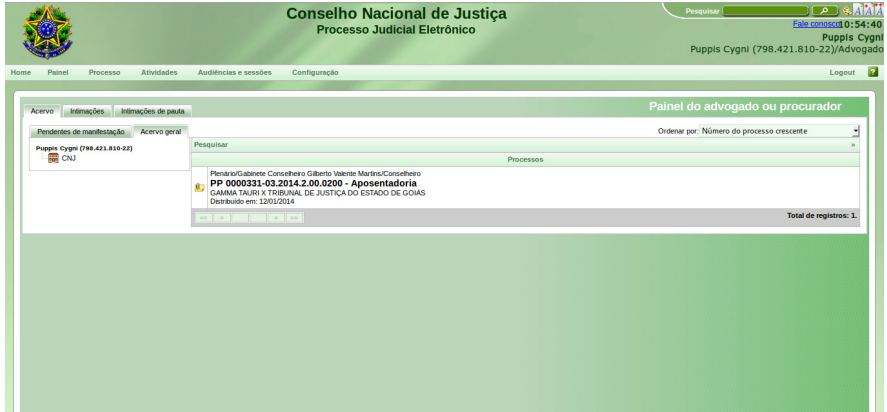 Conselho Nacional de Justiça
Processo Judicial Eletrônico
Pesquisar
A A A
Fale conosco 10:54:40
Puppis Cygni
Puppis Cygni (798.421.810-22)/Advogado
Home Painel Processo Atividades Audiências e sessões Configuração Logout ?
Painel do advogado ou procurador
Acervo Intimações Intimações de pauta
Pendentes de manifestação Acervo geral
Ordenar por: Número do processo crescente
Puppis Cygni (798.421.810-22)
CNJ
Pesquisar »
Processos
Plenário/Gabinete Conselheiro Gilberto Valente Martins/Conselheiro
PP 0000331-03.2014.2.00.0200 - Aposentadoria
GAMMA TAURI X TRIBUNAL DE JUSTIÇA DO ESTADO DE GOIÁS
Distribuído em: 12/01/2014
«« « » »»
Total de registros: 1.